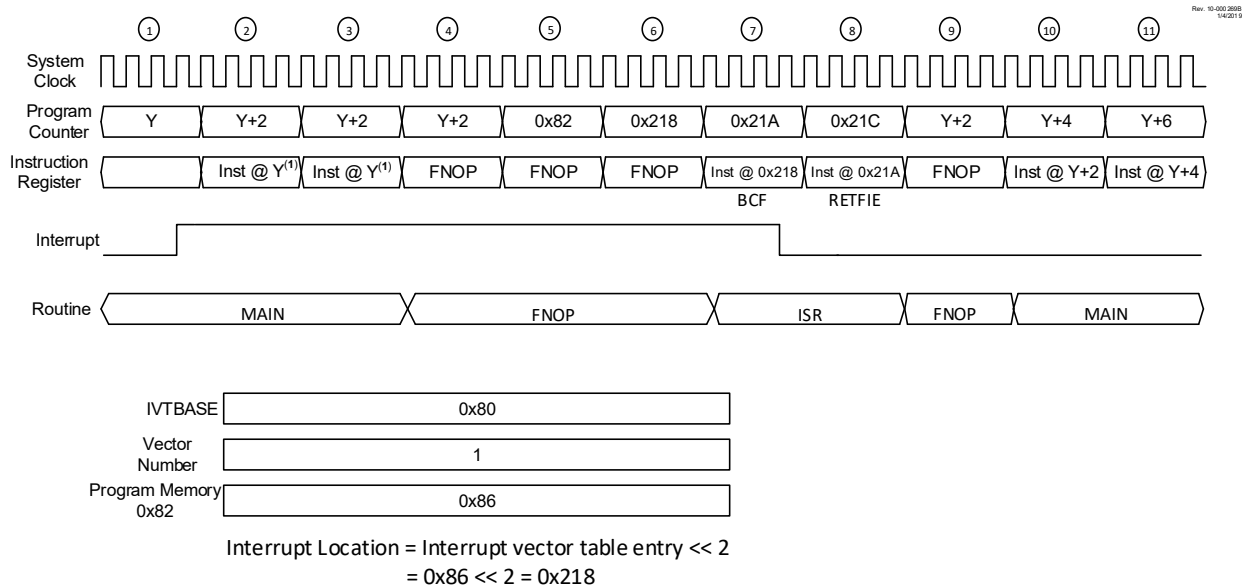 Rev. 10-000 269B
1/4/2019
1 2 3 4 5 6 7 8 9 10 11
System
Clock
Program
Counter
Y Y+2 Y+2 Y+2 0x82 0x218 0x21A 0x21C Y+2 Y+4 Y+6
Instruction
Register
Inst @ Y(1) Inst @ Y(1) FNOP FNOP FNOP Inst @ 0x218 Inst @ 0x21A FNOP Inst @ Y+2 Inst @ Y+4
BCF RETFIE
Interrupt
Routine MAIN FNOP ISR FNOP MAIN
IVTBASE 0x80
Vector
Number
1
Program Memory
0x82
0x86
Interrupt Location = Interrupt vector table entry << 2
= 0x86 << 2 = 0x218